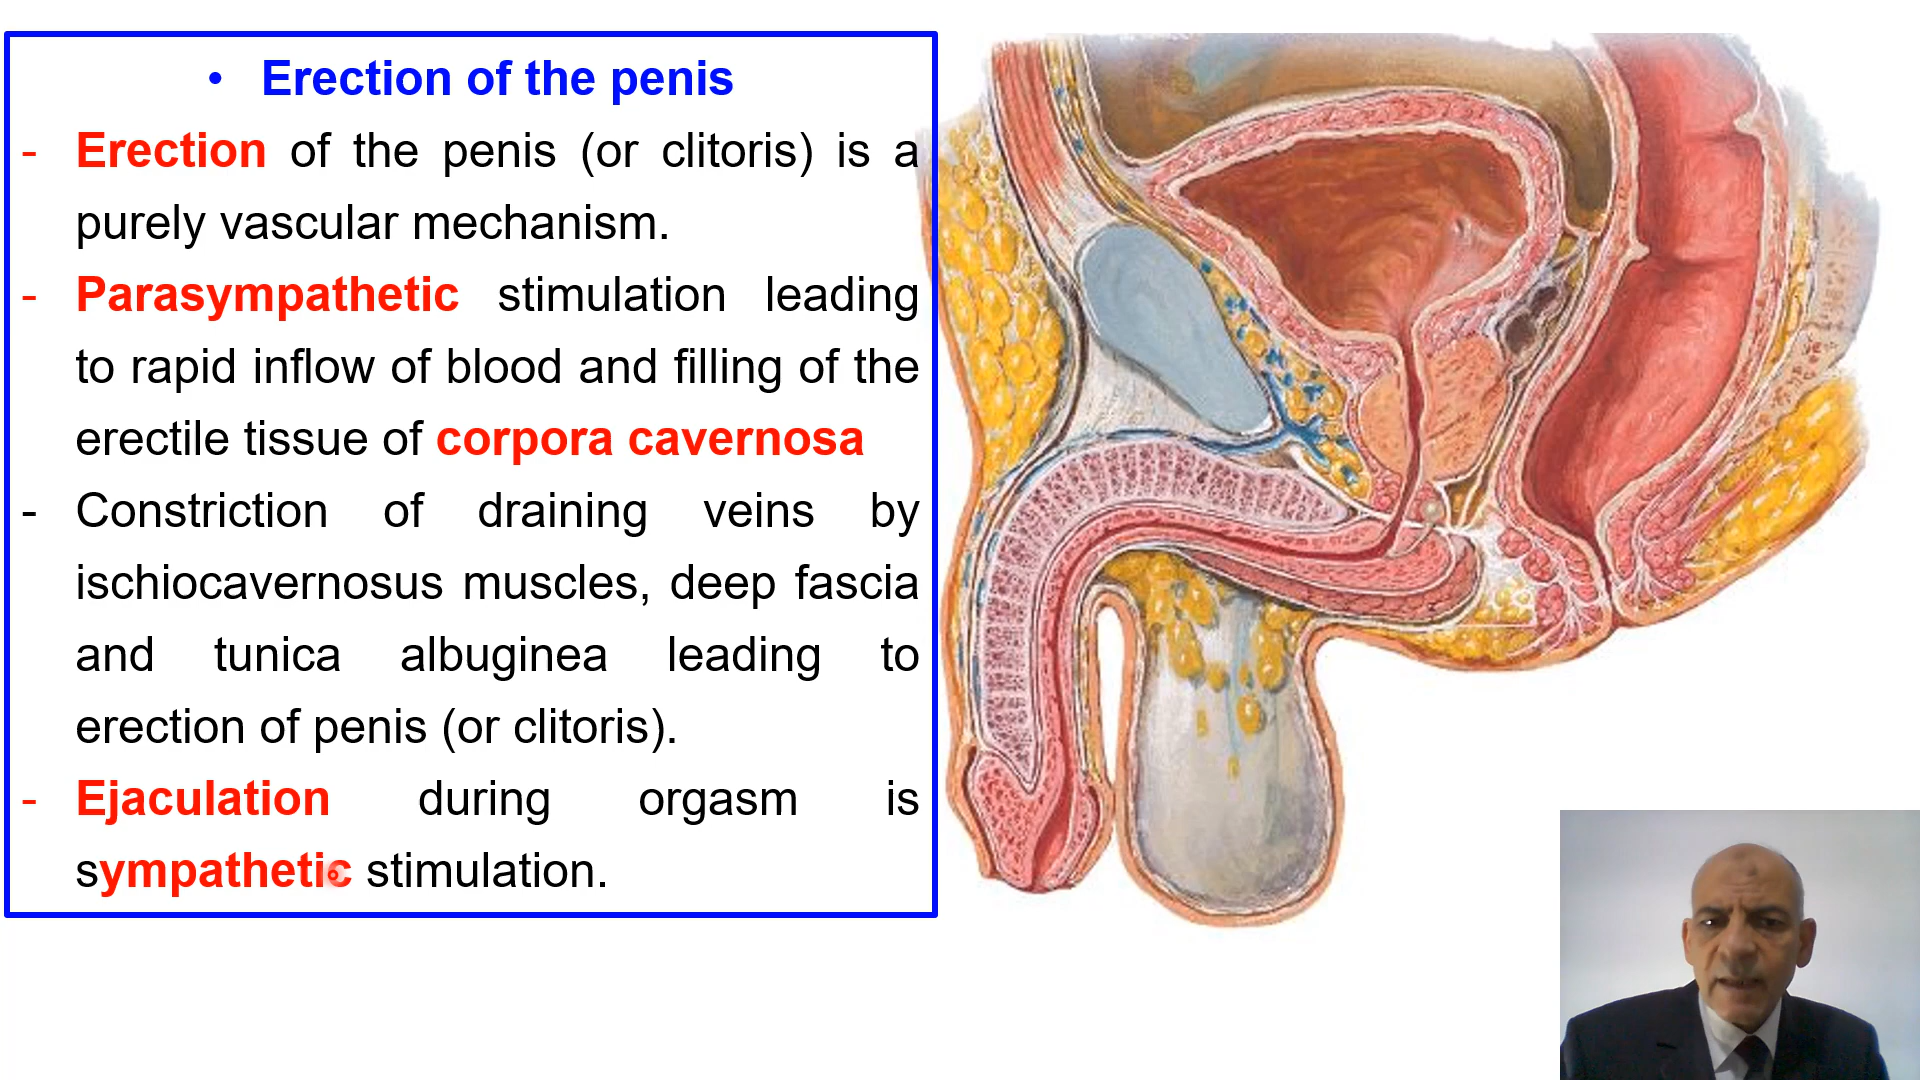 • Erection of the penis
- Erection of the penis (or clitoris) is a
purely vascular mechanism.
- Parasympathetic stimulation leading
to rapid inflow of blood and filling of the
erectile tissue of corpora cavernosa
- Constriction of draining veins by
ischiocavernosus muscles, deep fascia
and tunica albuginea leading to
erection of penis (or clitoris).
- Ejaculation during orgasm is
sympathetic stimulation.